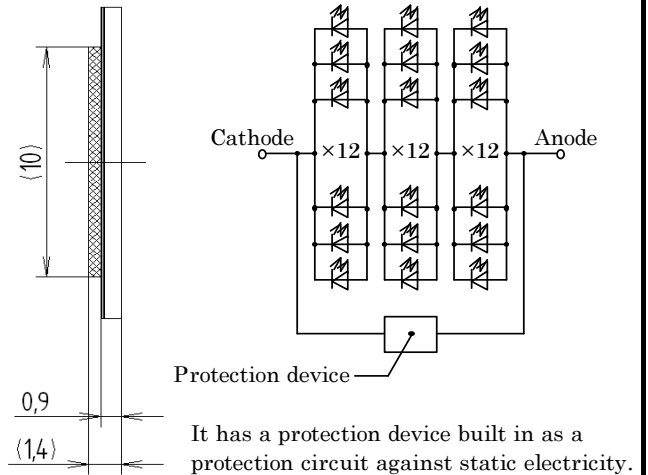 Cathode
Anode
×12 ×12 ×12
(10)
Protection device
0,9
(1,4)
It has a protection device built in as a
protection circuit against static electricity.